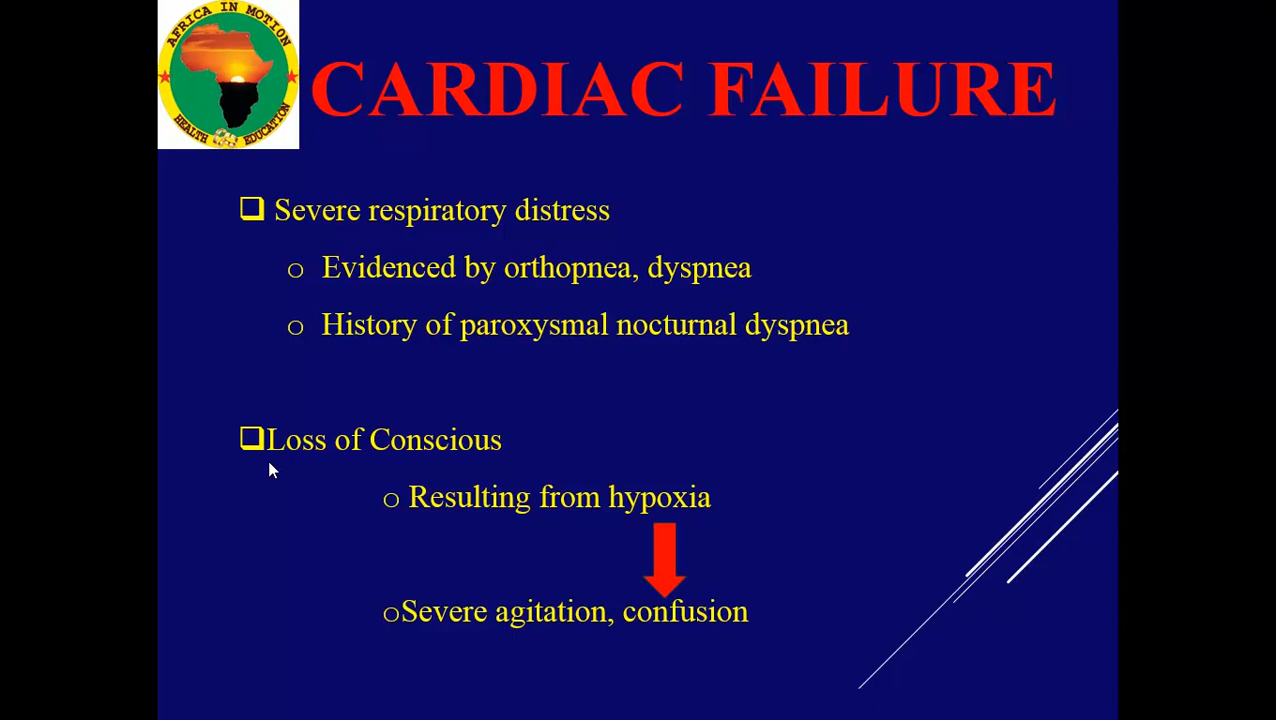 AFRICA IN MOTION
HEALTH EDUCATION
CARDIAC FAILURE
Severe respiratory distress
Evidenced by orthopnea, dyspnea
History of paroxysmal nocturnal dyspnea
Loss of Conscious
Resulting from hypoxia
Severe agitation, confusion